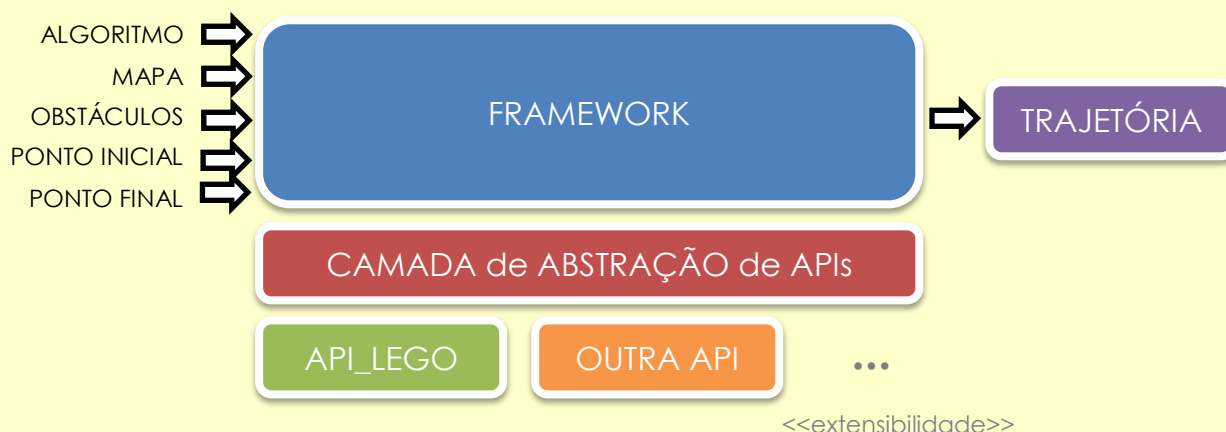 ALGORITMO
MAPA
OBSTÁCULOS
PONTO INICIAL
PONTO FINAL
FRAMEWORK
TRAJETÓRIA
CAMADA de ABSTRAÇÃO de APIs
API_LEGO
OUTRA API
...
<<extensibilidade>>